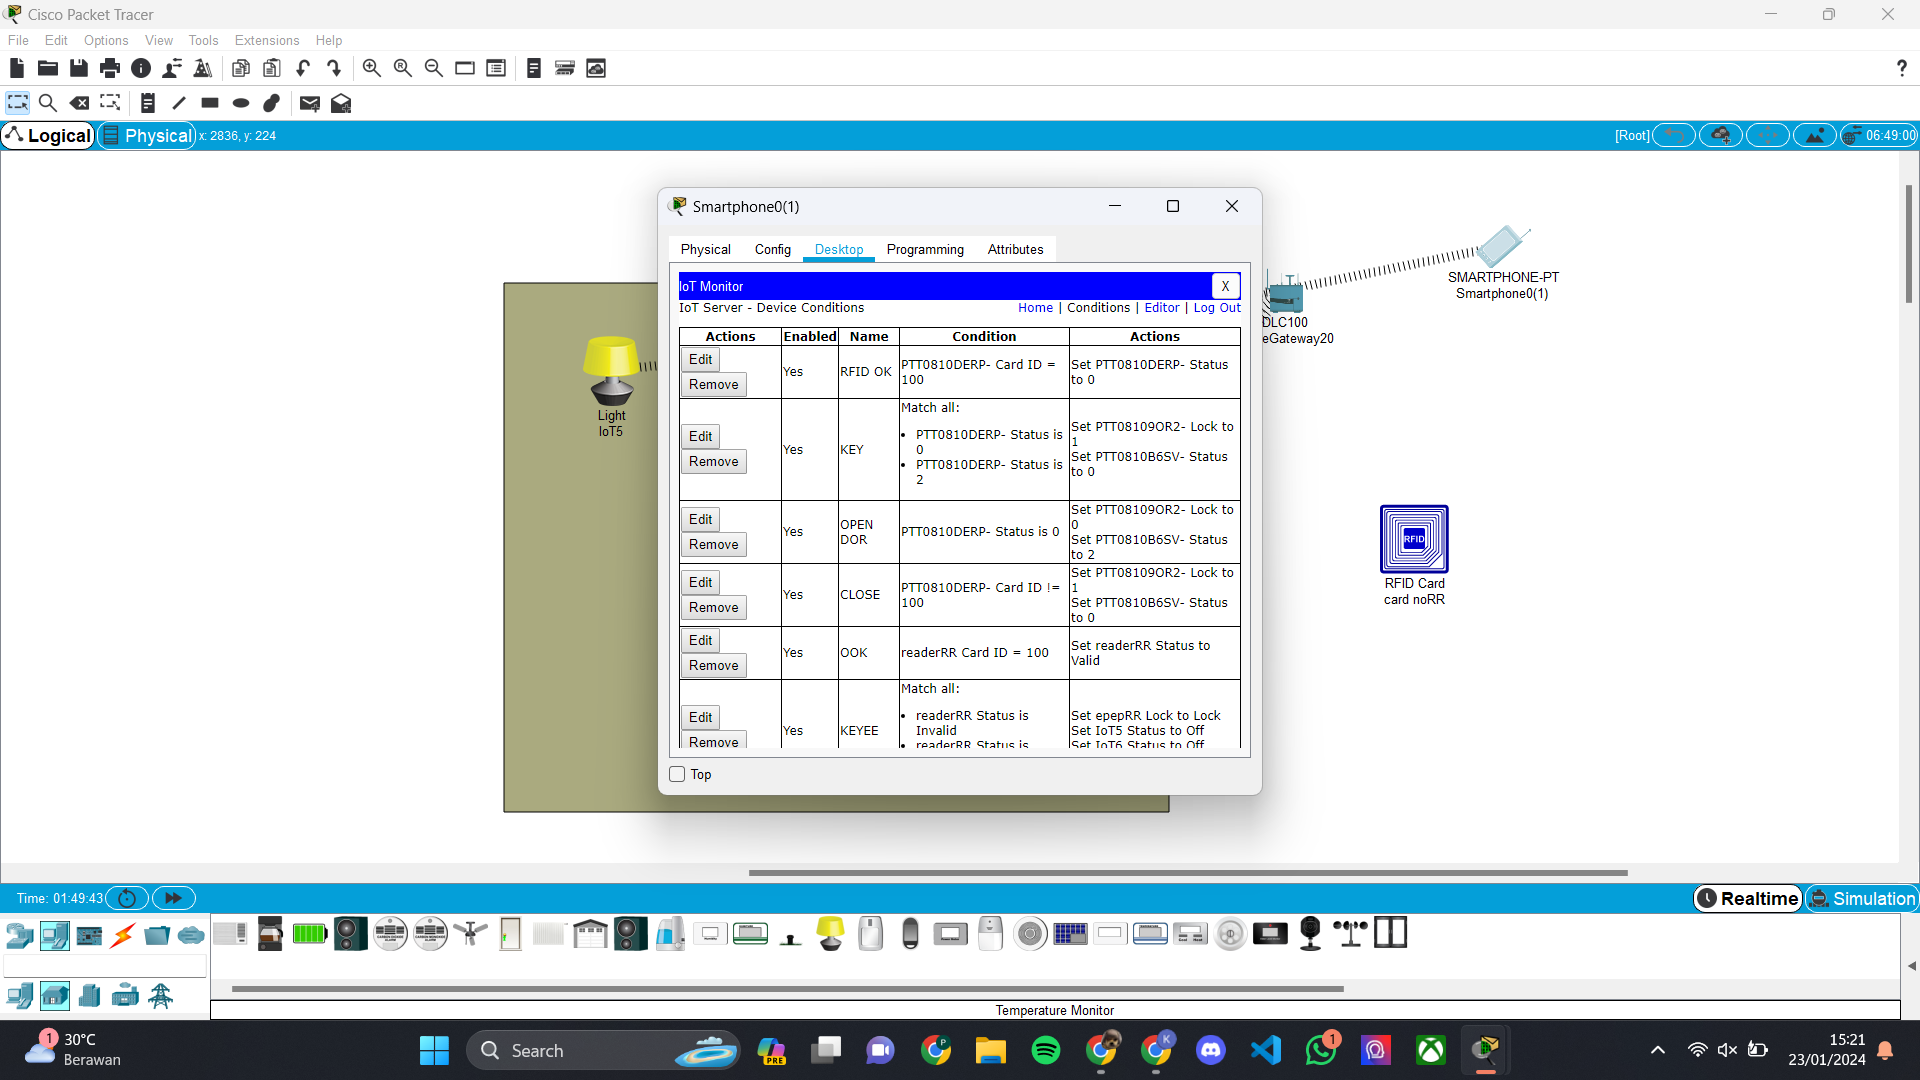 Cisco Packet Tracer
File Edit Options View Tools Extensions Help
?
Logical Physical x: 2836, y: 224 [Root] 06:49:00
Smartphone0(1)
Physical Config Desktop Programming Attributes
IoT Monitor X
IoT Server - Device Conditions Home | Conditions | Editor | Log Out
Actions Enabled Name Condition Actions
Edit Remove Yes RFID OK PTT0810DERP- Card ID = 100 Set PTT0810DERP- Status to 0
Edit Remove Yes KEY Match all: • PTT0810DERP- Status is 0 • PTT0810DERP- Status is 2 Set PTT08109OR2- Lock to 1 Set PTT0810B6SV- Status to 0
Edit Remove Yes OPEN DOR PTT0810DERP- Status is 0 Set PTT08109OR2- Lock to 0 Set PTT0810B6SV- Status to 2
Edit Remove Yes CLOSE PTT0810DERP- Card ID != 100 Set PTT08109OR2- Lock to 1 Set PTT0810B6SV- Status to 0
Edit Remove Yes OOK readerRR Card ID = 100 Set readerRR Status to Valid
Edit Remove Yes KEYEE Match all: • readerRR Status is Invalid • readerRR Status is Set epepRR Lock to Lock Set IoT5 Status to Off Set IoT6 Status to Off
Top
Light
IoT5
SMARTPHONE-PT
Smartphone0(1)
DLC100
eGateway20
RFID
RFID Card
card noRR
Time: 01:49:43 Realtime Simulation
Temperature Monitor
1
30°C
Berawan
Search
PRE
P
K
1
15:21
23/01/2024